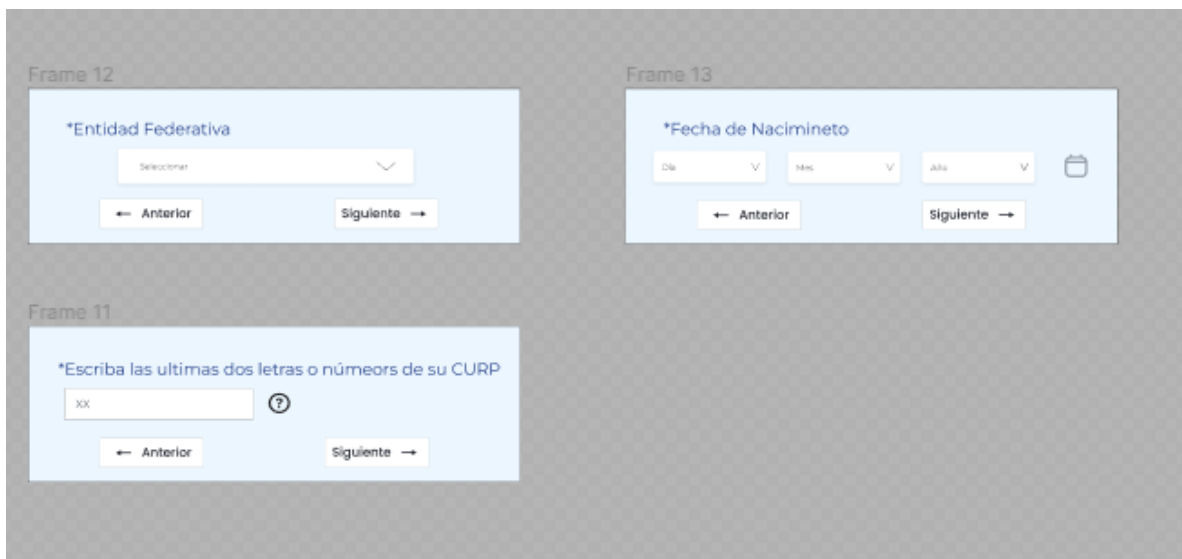 Frame 12
*Entidad Federativa
Seleccionar
← Anterior
Siguiente →
Frame 13
*Fecha de Nacimineto
Día
Mes
Año
← Anterior
Siguiente →
Frame 11
*Escriba las ultimas dos letras o númeors de su CURP
XX
?
← Anterior
Siguiente →